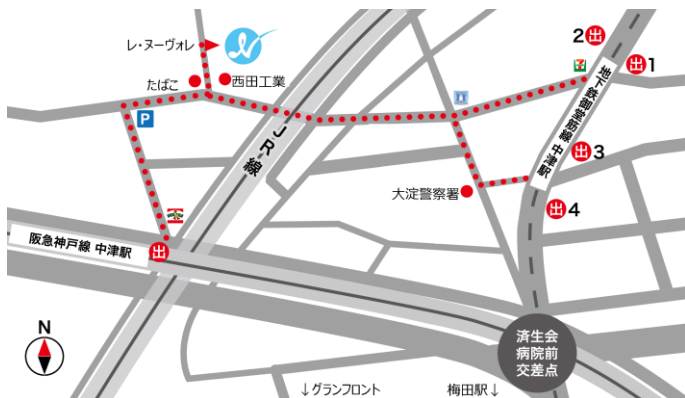 2出
出1
レ・ヌーヴォレ
たばこ
西田工業
P
地下鉄御堂筋線 中津駅
JR線
出3
大淀警察署
出4
阪急神戸線 中津駅
出
N
済生会
病院前
交差点
↓グランフロント
梅田駅↓